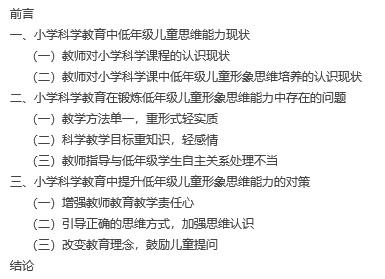 前言
一、小学科学教育中低年级儿童思维能力现状
（一）教师对小学科学课程的认识现状
（二）教师对小学科学课中低年级儿童形象思维培养的认识现状
二、小学科学教育在锻炼低年级儿童形象思维能力中存在的问题
（一）教学方法单一，重形式轻实质
（二）科学教学目标重知识，轻感情
（三）教师指导与低年级学生自主关系处理不当
三、小学科学教育中提升低年级儿童形象思维能力的对策
（一）增强教师教育教学责任心
（二）引导正确的思维方式，加强思维认识
（三）改变教育理念，鼓励儿童提问
结论